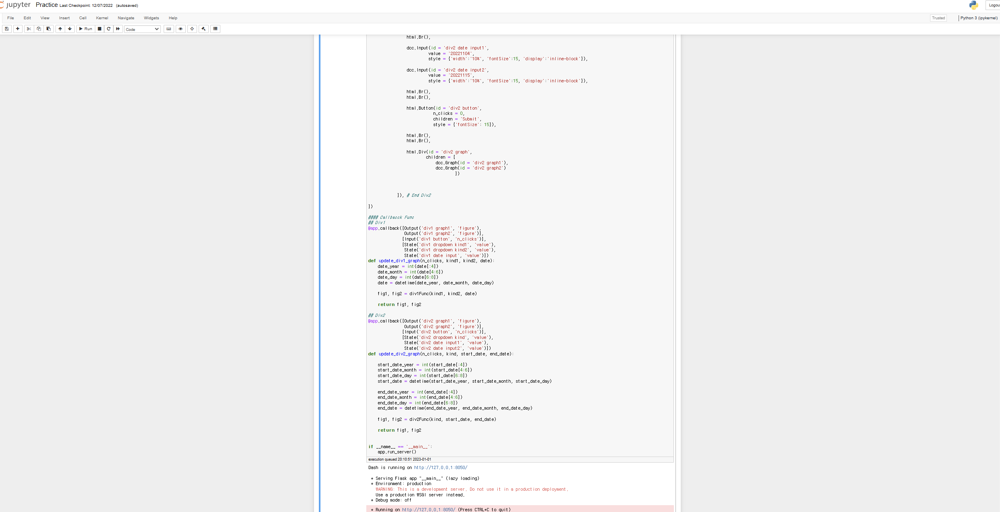 jupyter Practice Last Checkpoint: 12/07/2022 (autosaved)
File Edit View Insert Cell Kernel Navigate Widgets Help
Trusted Python 3 (ipykernel)
Run Code
html.Br(),
dcc.Input(id = 'div2 date input1',
value = '20221104',
style = {'width':'10%', 'fontSize':15, 'display':'inline-block'}),
dcc.Input(id = 'div2 date input2',
value = '20221115',
style = {'width':'10%', 'fontSize':15, 'display':'inline-block'}),
html.Br(),
html.Br(),
html.Button(id = 'div2 button',
n_clicks = 0,
children = 'Submit',
style = {'fontSize': 15}),
html.Br(),
html.Br(),
html.Div(id = 'div2 graph',
children = [
dcc.Graph(id = 'div2 graph1'),
dcc.Graph(id = 'div2 graph2')
])
]), # End Div2
])
#### Callbacck Func
## Div1
@app.callback([Output('div1 graph1', 'figure'),
Output('div1 graph2', 'figure')],
[Input('div1 button', 'n_clicks')],
[State('div1 dropdown kind1', 'value'),
State('div1 dropdown kind2', 'value'),
State('div1 date input', 'value')])
def update_div1_graph(n_clicks, kind1, kind2, date):
date_year = int(date[:4])
date_month = int(date[4:6])
date_day = int(date[6:8])
date = datetime(date_year, date_month, date_day)
fig1, fig2 = div1Func(kind1, kind2, date)
return fig1, fig2
## Div2
@app.callback([Output('div2 graph1', 'figure'),
Output('div2 graph2', 'figure')],
[Input('div2 button', 'n_clicks')],
[State('div2 dropdown kind', 'value'),
State('div2 date input1', 'value'),
State('div2 date input2', 'value')])
def update_div2_graph(n_clicks, kind, start_date, end_date):
start_date_year = int(start_date[:4])
start_date_month = int(start_date[4:6])
start_date_day = int(start_date[6:8])
start_date = datetime(start_date_year, start_date_month, start_date_day)
end_date_year = int(end_date[:4])
end_date_month = int(end_date[4:6])
end_date_day = int(end_date[6:8])
end_date = datetime(end_date_year, end_date_month, end_date_day)
fig1, fig2 = div2Func(kind, start_date, end_date)
return fig1, fig2
if __name__ == '__main__':
app.run_server()
execution queued 20:10:51 2023-01-01
Dash is running on http://127.0.0.1:8050/
* Serving Flask app "__main__" (lazy loading)
* Environment: production
WARNING: This is a development server. Do not use it in a production deployment.
Use a production WSGI server instead.
* Debug mode: off
* Running on http://127.0.0.1:8050/ (Press CTRL+C to quit)